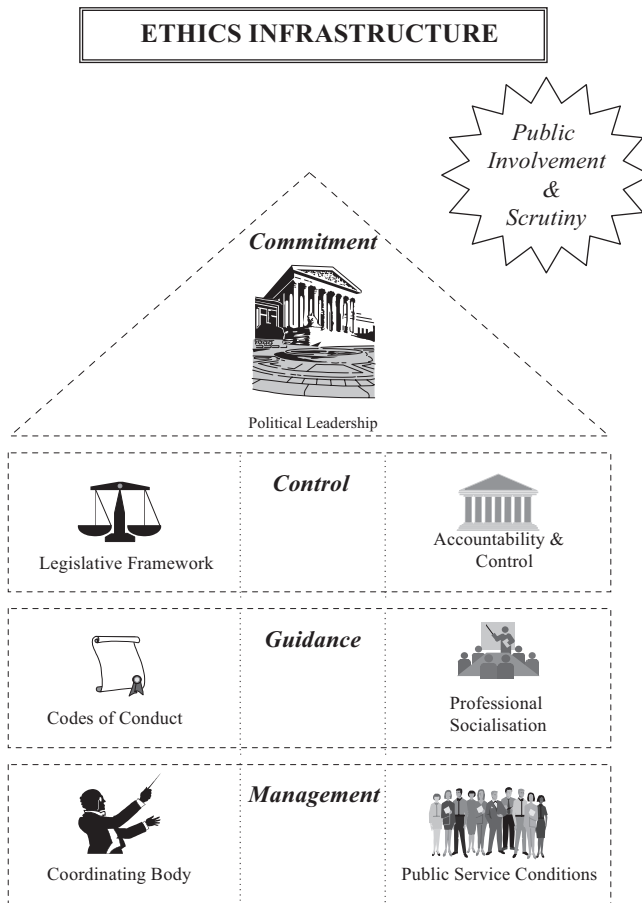 ETHICS INFRASTRUCTURE
Public
Involvement
&
Scrutiny
Commitment
Political Leadership
Control
Legislative Framework
Accountability &
Control
Guidance
Codes of Conduct
Professional
Socialisation
Management
Coordinating Body
Public Service Conditions